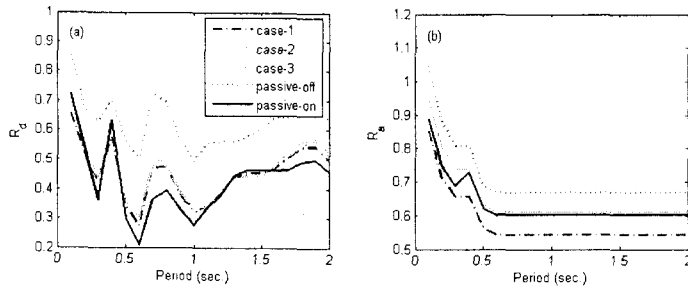 1
0.9
0.8
0.7
0.6
0.5
0.4
0.3
0.2
R_d
(a)
case-1
case-2
case-3
passive-off
passive-on
0
0.5
1
1.5
2
Period (sec.)
1.2
1.1
1
0.9
0.8
0.7
0.6
0.5
R_a
(b)
0
0.5
1
1.5
2
Period (sec.)